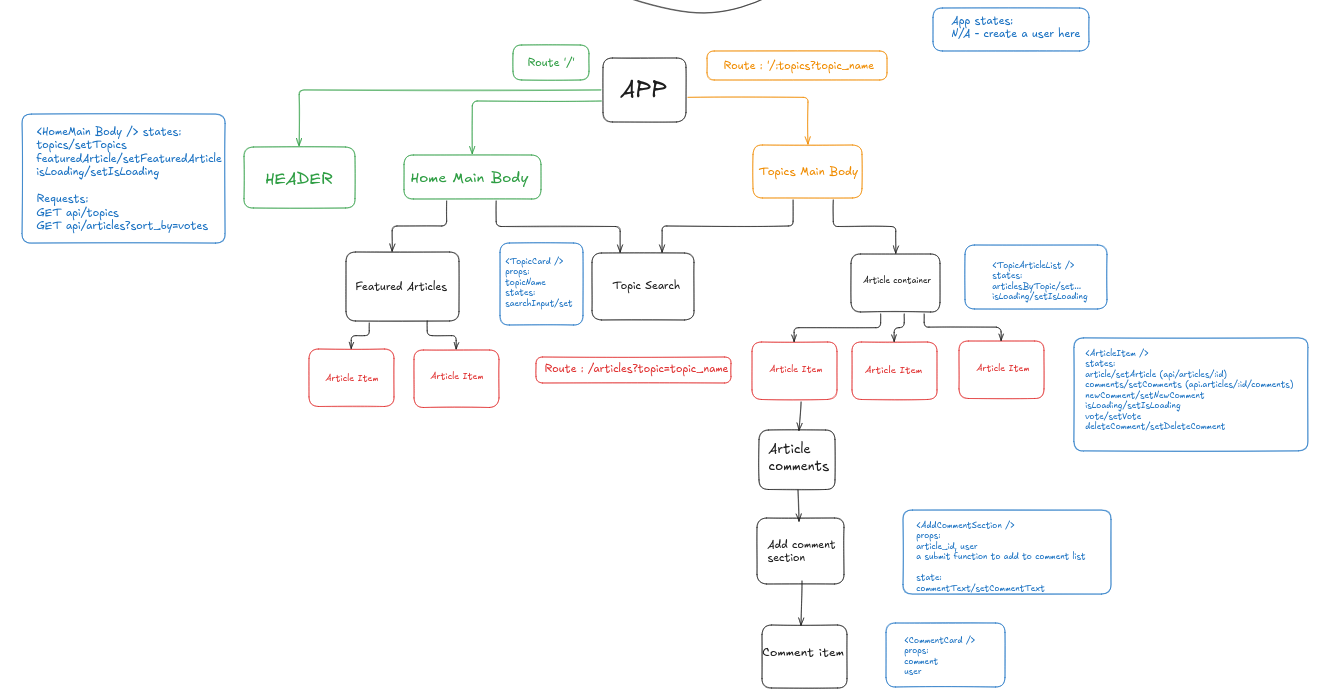 App states:
N/A - create a user here
Route '/'
Route : '/:topics?topic_name
APP
<HomeMain Body /> states:
topics/setTopics
featuredArticle/setFeaturedArticle
isLoading/setIsLoading
Requests:
GET api/topics
GET api/articles?sort_by=votes
HEADER
Home Main Body
Topics Main Body
Featured Articles
<TopicCard />
props:
topicName
states:
saerchInput/set
Topic Search
Article container
<TopicArticleList />
states:
articlesByTopic/set...
isLoading/setIsLoading
Article Item
Article Item
Route : /articles?topic=topic_name
Article Item
Article Item
Article Item
<ArticleItem />
states:
article/setArticle (api/articles/:id)
comments/setComments (api.articles/:id/comments)
newComment/setNewComment
isLoading/setIsLoading
vote/setVote
deleteComment/setDeleteComment
Article
comments
Add comment
section
<AddCommentSection />
props:
article_id, user
a submit function to add to comment list
state:
commentText/setCommentText
Comment item
<CommentCard />
props:
comment
user